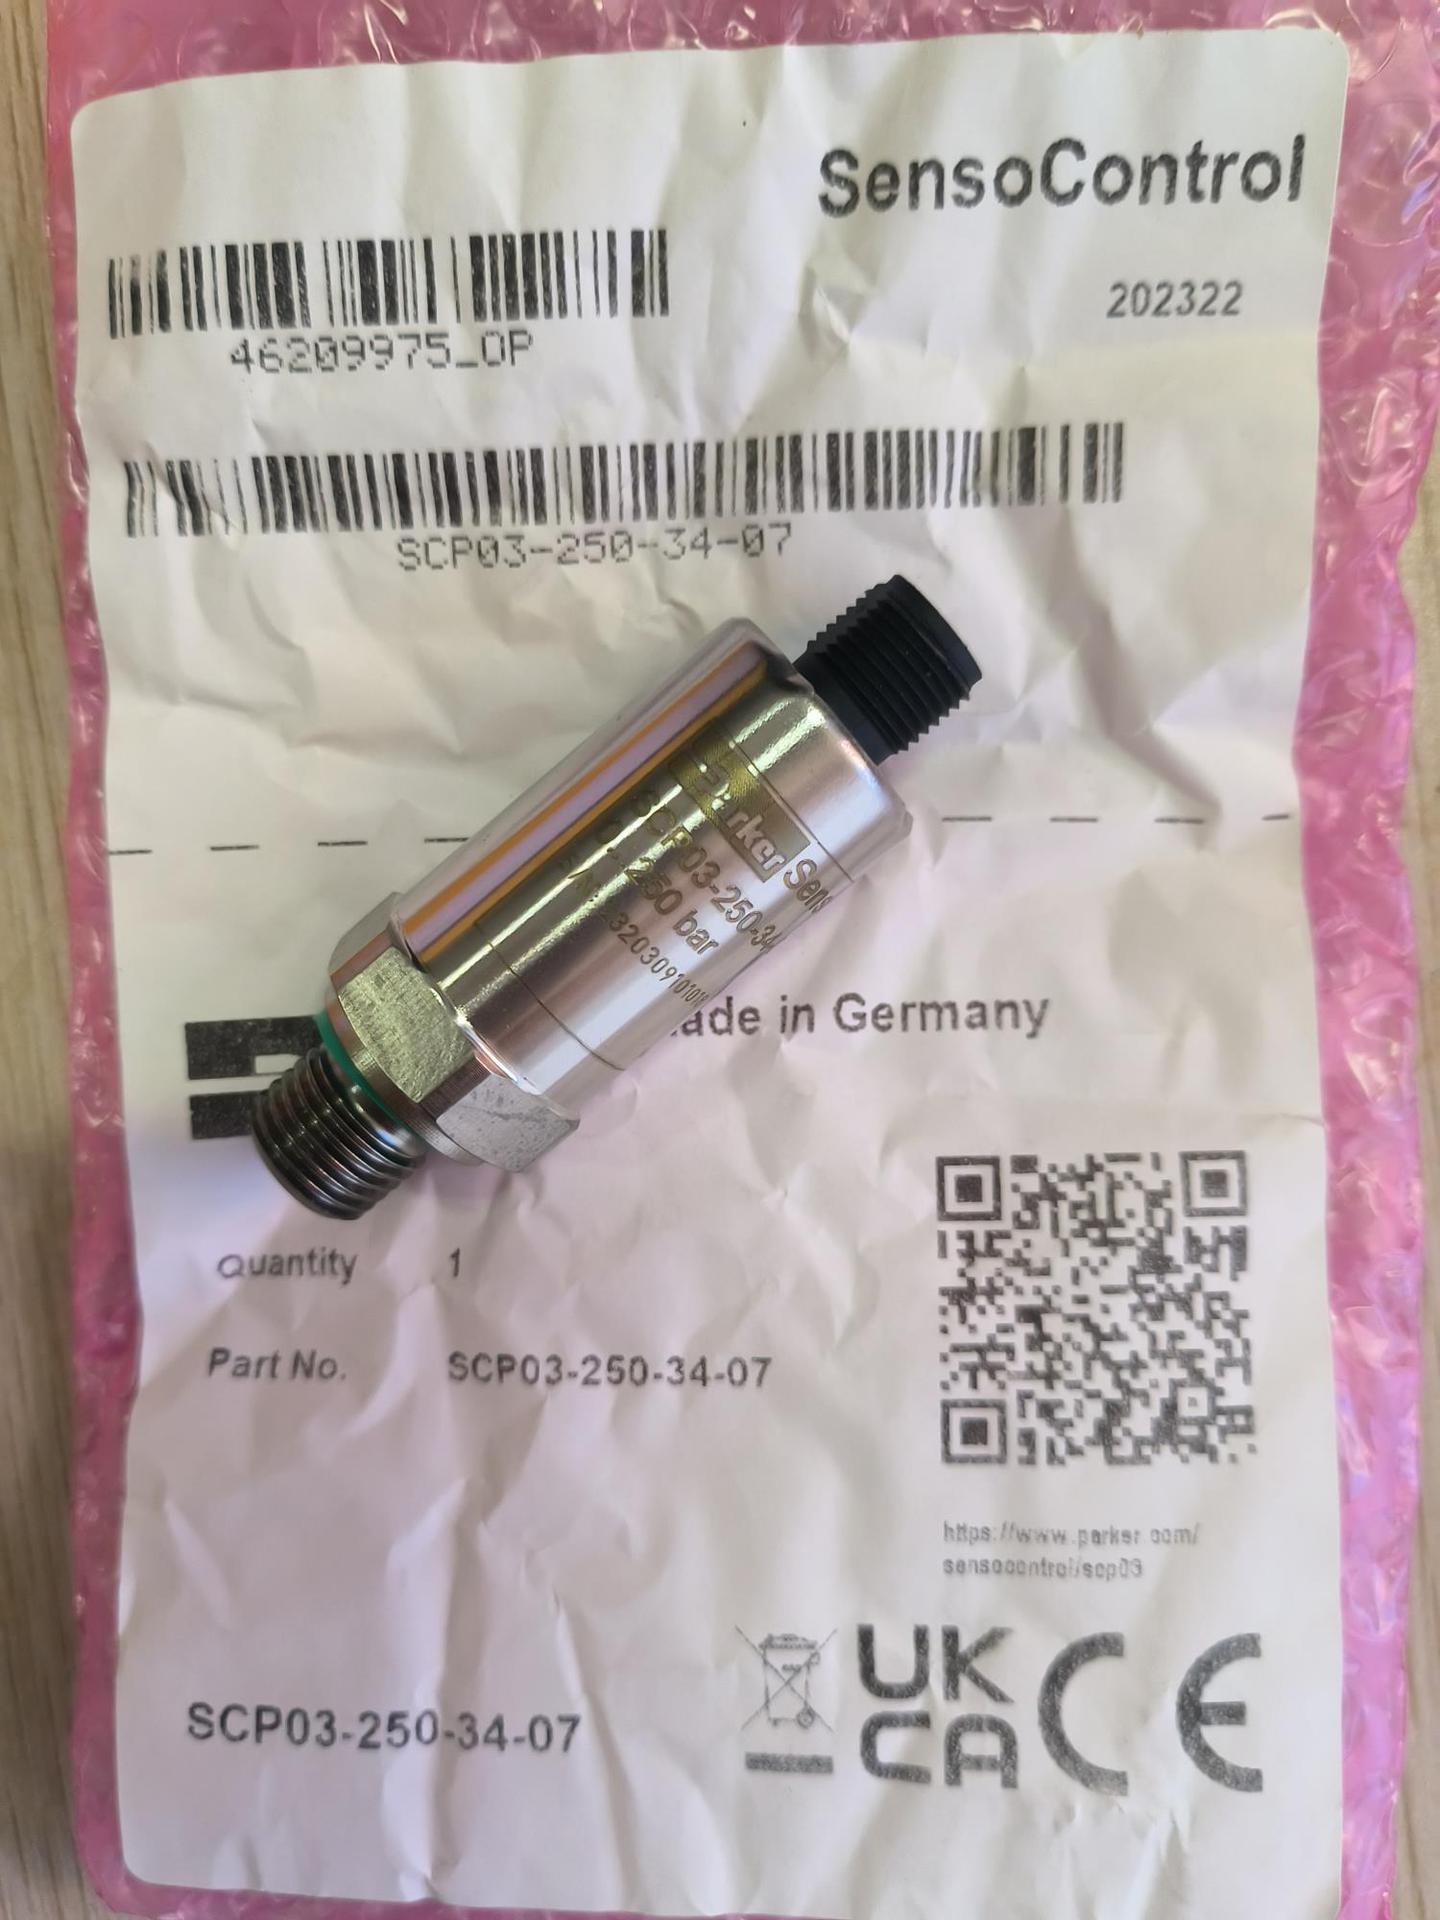 SensoControl
202322
46209975_OP
SCP03-250-34-07
Parker Sens
SCP03-250-34
250 bar
Made in Germany
Quantity 1
Part No. SCP03-250-34-07
https://www.parker.com/
sensocontrol/scp03
SCP03-250-34-07
UK
CA CE